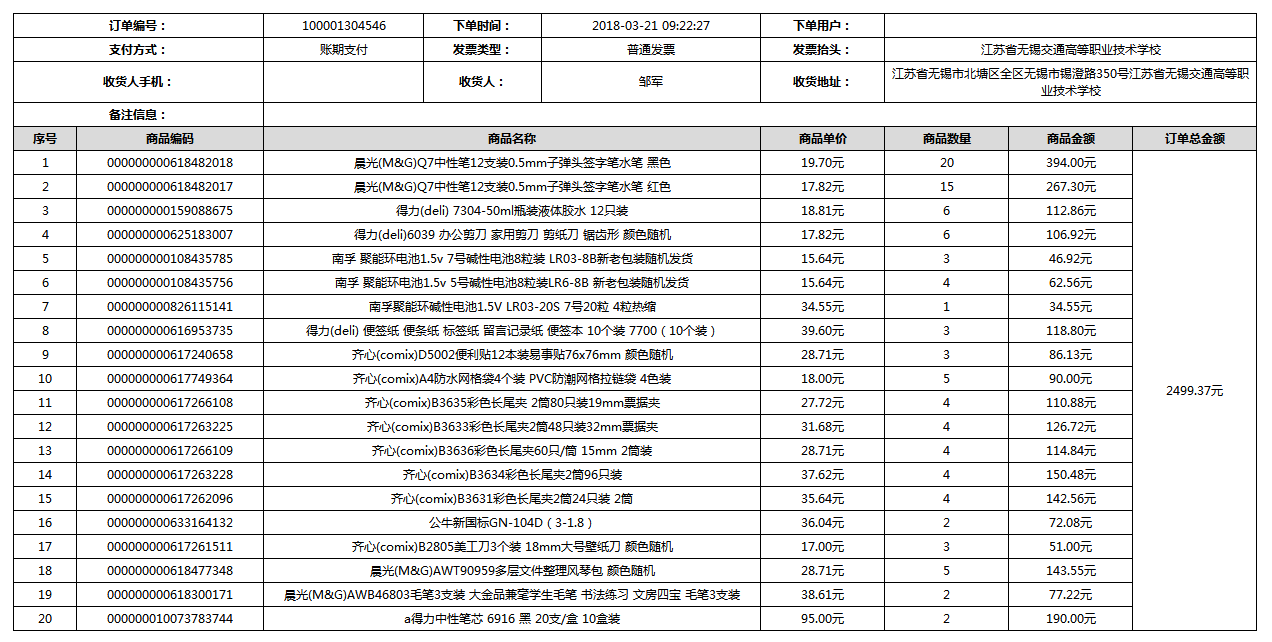 订单编号： 100001304546 下单时间： 2018-03-21 09:22:27 下单用户：
支付方式： 账期支付 发票类型： 普通发票 发票抬头： 江苏省无锡交通高等职业技术学校
收货人手机： 收货人： 邹军 收货地址： 江苏省无锡市北塘区全区无锡市锡澄路350号江苏省无锡交通高等职
业技术学校
备注信息：
序号 商品编码 商品名称 商品单价 商品数量 商品金额 订单总金额
1 000000000618482018 晨光(M&G)Q7中性笔12支装0.5mm子弹头签字笔水笔 黑色 19.70元 20 394.00元
2 000000000618482017 晨光(M&G)Q7中性笔12支装0.5mm子弹头签字笔水笔 红色 17.82元 15 267.30元
3 000000000159088675 得力(deli) 7304-50ml瓶装液体胶水 12只装 18.81元 6 112.86元
4 000000000625183007 得力(deli)6039 办公剪刀 家用剪刀 剪纸刀 锯齿形 颜色随机 17.82元 6 106.92元
5 000000000108435785 南孚 聚能环电池1.5v 7号碱性电池8粒装 LR03-8B新老包装随机发货 15.64元 3 46.92元
6 000000000108435756 南孚 聚能环电池1.5v 5号碱性电池8粒装LR6-8B 新老包装随机发货 15.64元 4 62.56元
7 000000000826115141 南孚聚能环碱性电池1.5V LR03-20S 7号20粒 4粒热缩 34.55元 1 34.55元
8 000000000616953735 得力(deli) 便签纸 便条纸 标签纸 留言记录纸 便签本 10个装 7700（10个装） 39.60元 3 118.80元
9 000000000617240658 齐心(comix)D5002便利贴12本装易事贴76x76mm 颜色随机 28.71元 3 86.13元
10 000000000617749364 齐心(comix)A4防水网格袋4个装 PVC防潮网格拉链袋 4色装 18.00元 5 90.00元
2499.37元
11 000000000617266108 齐心(comix)B3635彩色长尾夹 2筒80只装19mm票据夹 27.72元 4 110.88元
12 000000000617263225 齐心(comix)B3633彩色长尾夹2筒48只装32mm票据夹 31.68元 4 126.72元
13 000000000617266109 齐心(comix)B3636彩色长尾夹60只/筒 15mm 2筒装 28.71元 4 114.84元
14 000000000617263228 齐心(comix)B3634彩色长尾夹2筒96只装 37.62元 4 150.48元
15 000000000617262096 齐心(comix)B3631彩色长尾夹2筒24只装 2筒 35.64元 4 142.56元
16 000000000633164132 公牛新国标GN-104D（3-1.8） 36.04元 2 72.08元
17 000000000617261511 齐心(comix)B2805美工刀3个装 18mm大号壁纸刀 颜色随机 17.00元 3 51.00元
18 000000000618477348 晨光(M&G)AWT90959多层文件整理风琴包 颜色随机 28.71元 5 143.55元
19 000000000618300171 晨光(M&G)AWB46803毛笔3支装 大金品兼毫学生毛笔 书法练习 文房四宝 毛笔3支装 38.61元 2 77.22元
20 000000010073783744 a得力中性笔芯 6916 黑 20支/盒 10盒装 95.00元 2 190.00元